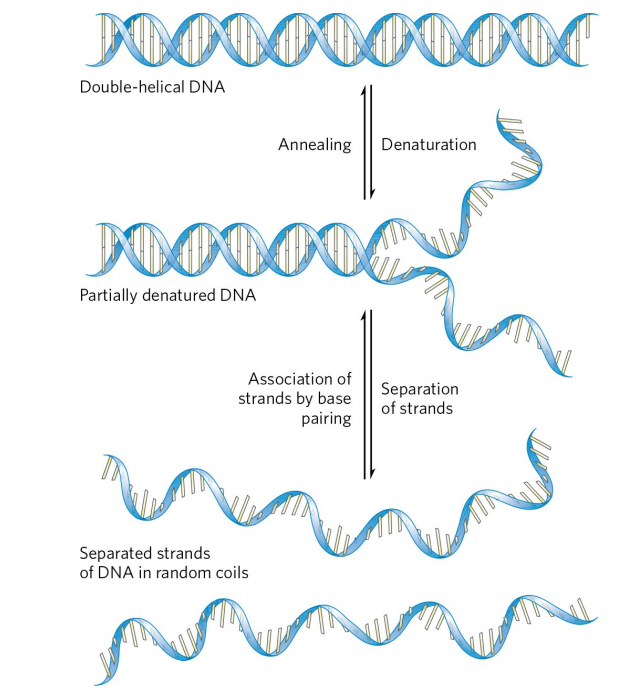 Double-helical DNA
Annealing
Denaturation
Partially denatured DNA
Association of
strands by base
pairing
Separation
of strands
Separated strands
of DNA in random coils